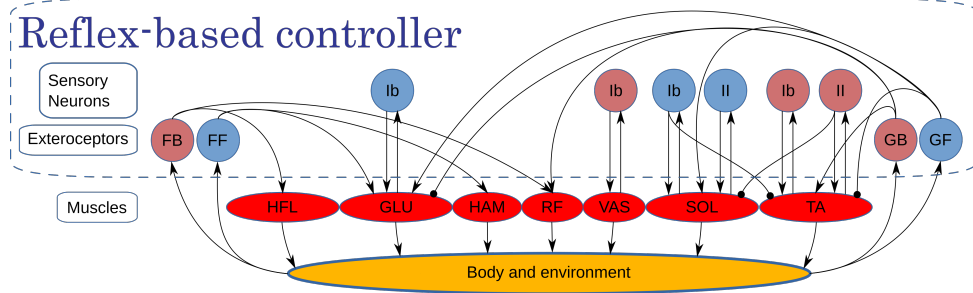 Reflex-based controller
Sensory
Neurons
Ib
Ib
Ib
II
Ib
II
Exteroceptors
FB
FF
GB
GF
Muscles
HFL
GLU
HAM
RF
VAS
SOL
TA
Body and environment